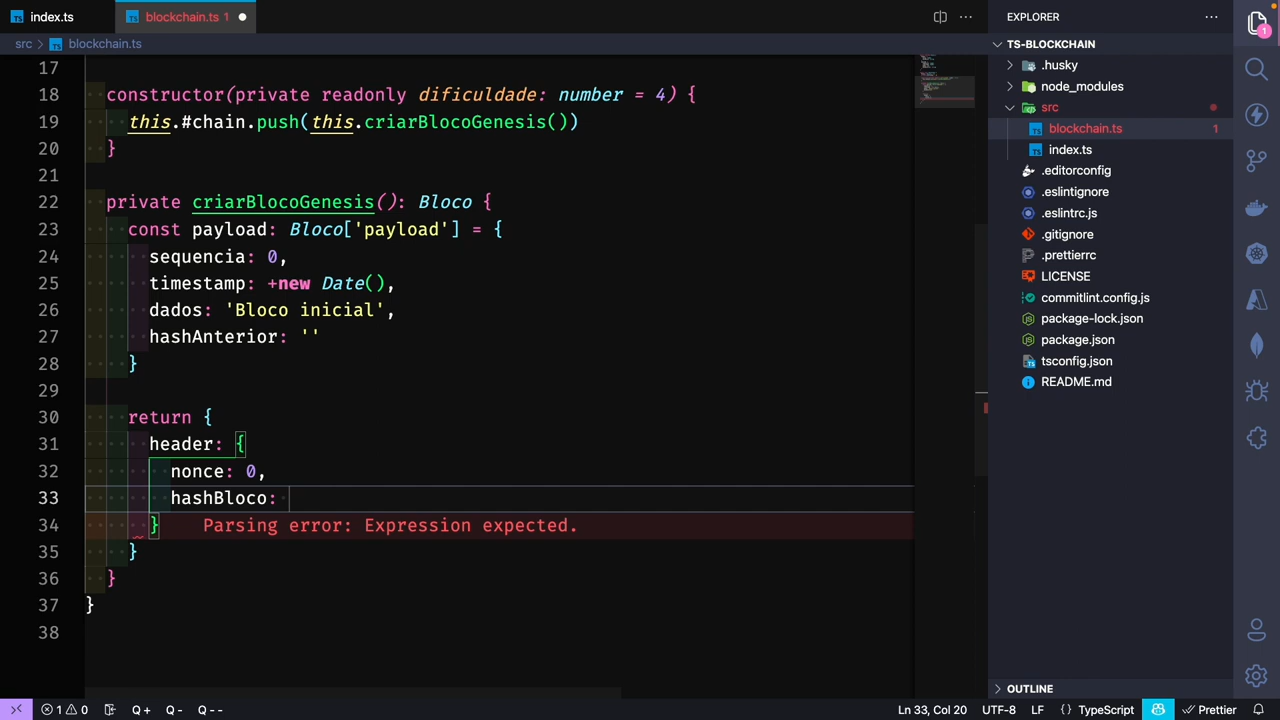 index.ts
blockchain.ts 1
EXPLORER
src > blockchain.ts
TS-BLOCKCHAIN
.husky
node_modules
src
blockchain.ts 1
index.ts
.editorconfig
.eslintignore
.eslintrc.js
.gitignore
.prettierrc
LICENSE
commitlint.config.js
package-lock.json
package.json
tsconfig.json
README.md
OUTLINE
17
18 constructor(private readonly dificuldade: number = 4) {
19 this.#chain.push(this.criarBlocoGenesis())
20 }
21
22 private criarBlocoGenesis(): Bloco {
23 const payload: Bloco['payload'] = {
24 sequencia: 0,
25 timestamp: +new Date(),
26 dados: 'Bloco inicial',
27 hashAnterior: ''
28 }
29
30 return {
31 header: {
32 nonce: 0,
33 hashBloco:
34 } Parsing error: Expression expected.
35 }
36 }
37 }
38
1 0 Q+ Q- Q-- Ln 33, Col 20 UTF-8 LF {} TypeScript Prettier
1